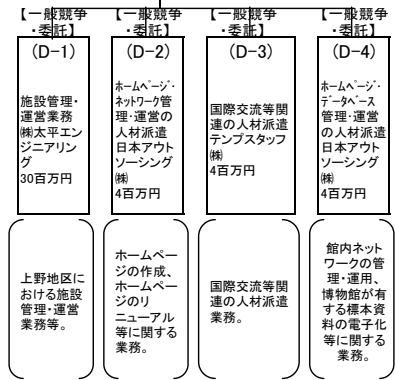 【一般競争
・委託】
(D-1)
施設管理・
運営業務
㈱太平エン
ジニアリン
グ
30百万円
上野地区に
おける施設
管理・運営
業務等。
【一般競争
・委託】
(D-2)
ホームページ・
ネットワーク管
理・運営の
人材派遣
日本アウト
ソーシング
㈱
4百万円
ホームペー
ジの作成、
ホームペー
ジのリ
ニューアル
等に関する
業務。
【一般競争
・委託】
(D-3)
国際交流等関
連の人材派遣
テンプスタッフ
㈱
4百万円
国際交流等関
連の人材派遣
業務。
【一般競争
・委託】
(D-4)
ホームページ・
データベース
管理・運営
の人材派遣
日本アウト
ソーシング
㈱
4百万円
館内ネット
ワークの管
理・運用、
博物館が有
する標本資
料の電子化
等に関する
業務。